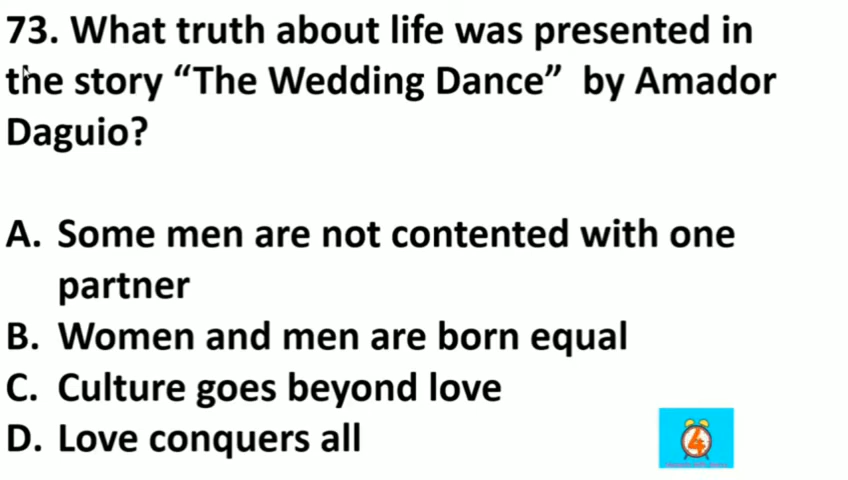 73. What truth about life was presented in
the story “The Wedding Dance”  by Amador
Daguio?
A. Some men are not contented with one
partner
B. Women and men are born equal
C. Culture goes beyond love
D. Love conquers all
4